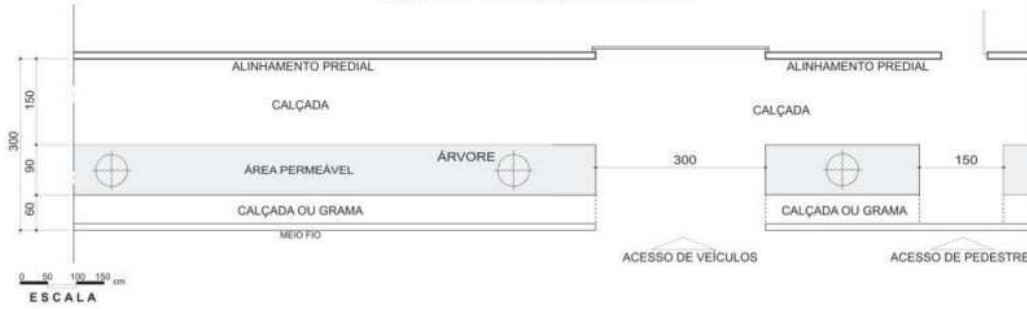 ALINHAMENTO PREDIAL
ALINHAMENTO PREDIAL
CALÇADA
CALÇADA
150
300
90
60
ÁREA PERMEÁVEL
ÁRVORE
300
150
CALÇADA OU GRAMA
CALÇADA OU GRAMA
MEIO FIO
ACESSO DE VEÍCULOS
ACESSO DE PEDESTRE
0 50 100 150 cm
ESCALA